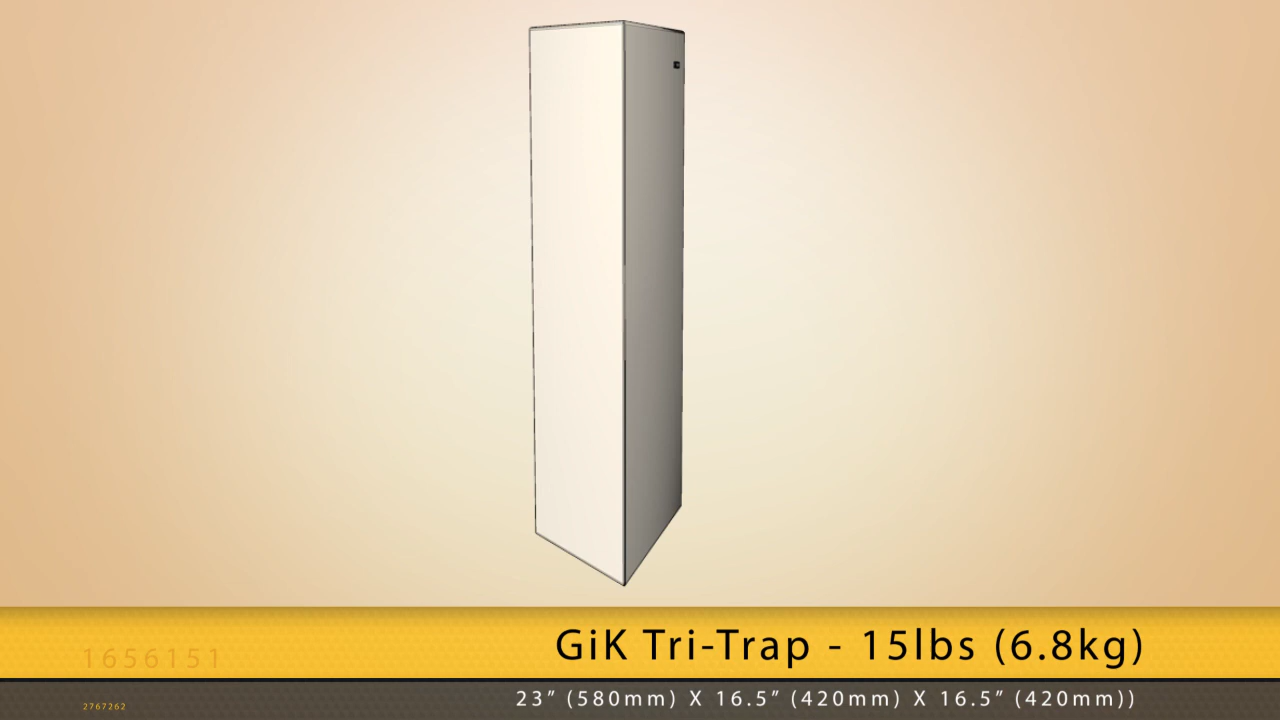 GiK Tri-Trap - 15lbs (6.8kg)
1656151
23” (580mm) X 16.5” (420mm) X 16.5” (420mm))
2767262